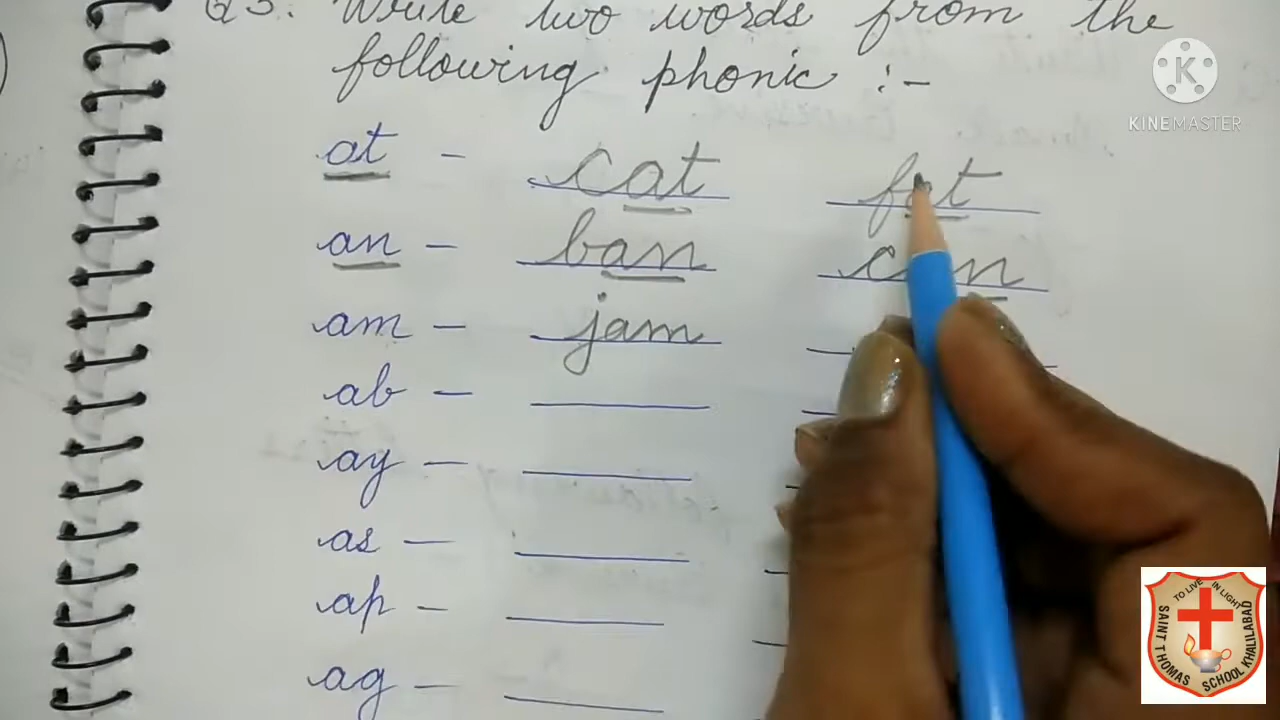 Q3. Write two words from the
following phonic :-
at - cat fat
an - ban can
am - jam
ab -
ay -
as -
ap -
ag -
KINEMASTER
TO LIVE IN LIGHT
SAINT THOMAS SCHOOL KHALILABAD